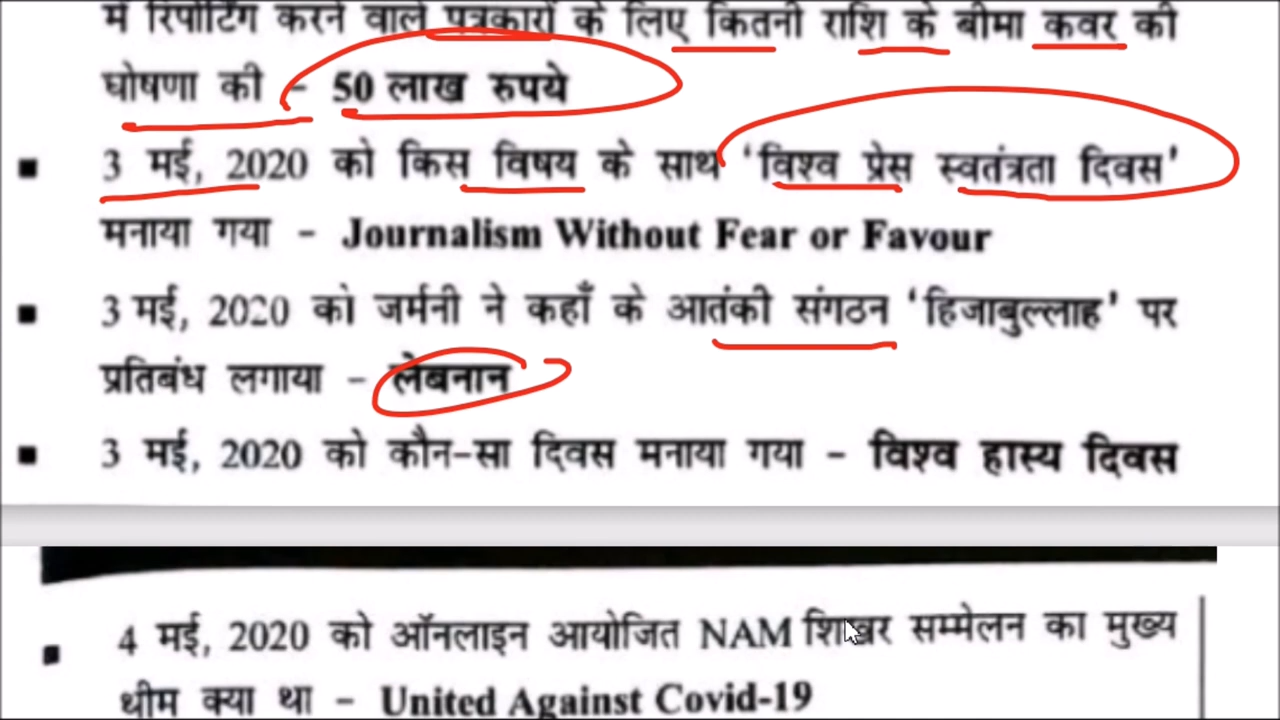 में रिपोर्टिंग करने वाले पत्रकारों के लिए कितनी राशि के बीमा कवर की
घोषणा की - 50 लाख रुपये
▪ 3 मई, 2020 को किस विषय के साथ 'विश्व प्रेस स्वतंत्रता दिवस'
मनाया गया - Journalism Without Fear or Favour
▪ 3 मई, 2020 को जर्मनी ने कहाँ के आतंकी संगठन 'हिजाबुल्लाह' पर
प्रतिबंध लगाया - लेबनान
▪ 3 मई, 2020 को कौन-सा दिवस मनाया गया - विश्व हास्य दिवस
▪ 4 मई, 2020 को ऑनलाइन आयोजित NAM शिखर सम्मेलन का मुख्य
थीम क्या था - United Against Covid-19